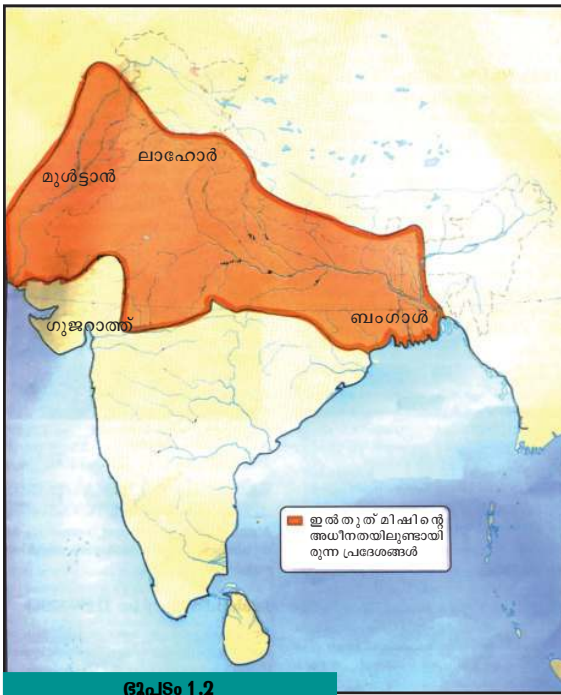 ലാഹോർ
മുൾട്ടാൻ
ഗുജറാത്ത്
ബംഗാൾ
ഇൽതുത് മിഷിന്റെ
അധീനതയിലുണ്ടായി
രുന്ന പ്രദേശങ്ങൾ
ഭൂപടം 1.2